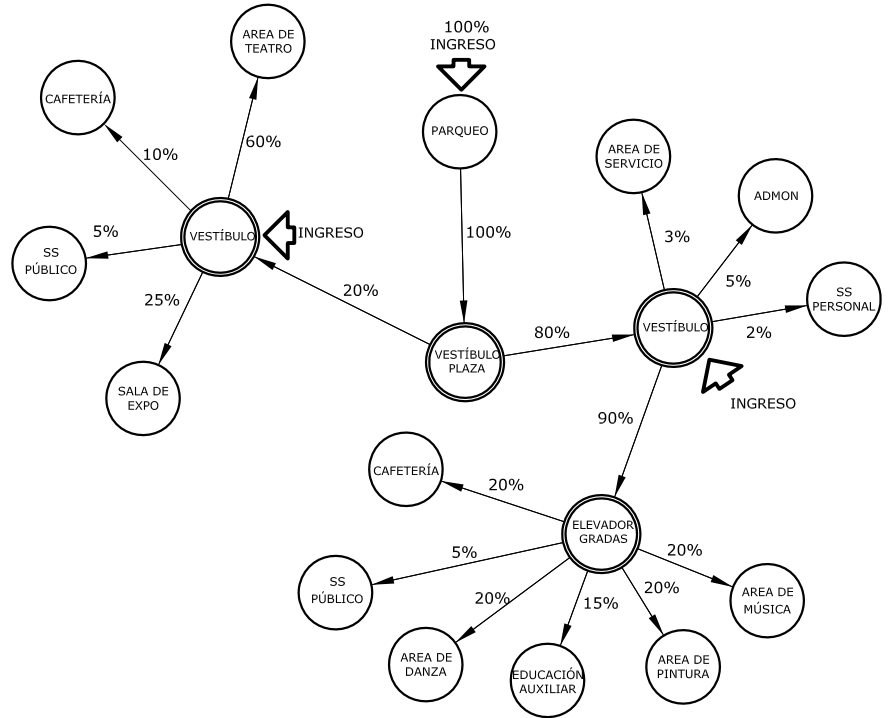 AREA DE
TEATRO
100%
INGRESO
CAFETERÍA
PARQUEO
AREA DE
SERVICIO
10%
60%
ADMON
5%
VESTÍBULO
INGRESO
100%
3%
SS
PÚBLICO
5%
SS
PERSONAL
25%
20%
80%
VESTÍBULO
2%
VESTÍBULO
PLAZA
SALA DE
EXPO
INGRESO
90%
CAFETERÍA
20%
ELEVADOR
GRADAS
5%
20%
SS
PÚBLICO
20%
15%
20%
AREA DE
MÚSICA
AREA DE
DANZA
EDUCACIÓN
AUXILIAR
AREA DE
PINTURA